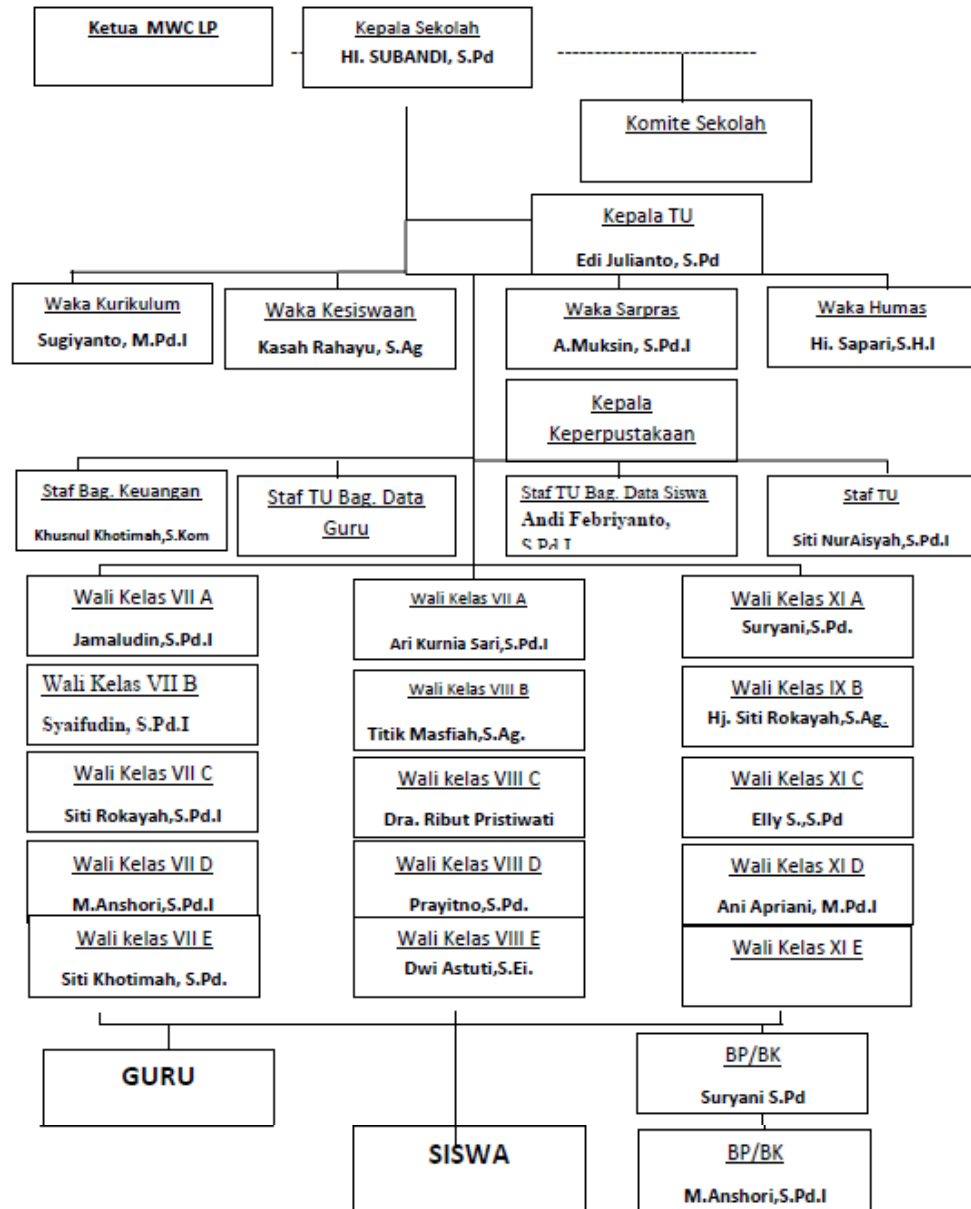 Ketua MWC LP
Kepala Sekolah
HI. SUBANDI, S.Pd
Komite Sekolah
Kepala TU
Edi Julianto, S.Pd
Waka Kurikulum
Sugiyanto, M.Pd.I
Waka Kesiswaan
Kasah Rahayu, S.Ag
Waka Sarpras
A.Muksin, S.Pd.I
Waka Humas
Hi. Sapari,S.H.I
Kepala
Keperpustakaan
Staf Bag. Keuangan
Khusnul Khotimah,S.Kom
Staf TU Bag. Data
Guru
Staf TU Bag. Data Siswa
Andi Febriyanto,
S.Pd.I
Staf TU
Siti NurAisyah,S.Pd.I
Wali Kelas VII A
Jamaludin,S.Pd.I
Wali Kelas VII A
Ari Kurnia Sari,S.Pd.I
Wali Kelas XI A
Suryani,S.Pd.
Wali Kelas VII B
Syaifudin, S.Pd.I
Wali Kelas VIII B
Titik Masfiah,S.Ag.
Wali Kelas IX B
Hj. Siti Rokayah,S.Ag.
Wali Kelas VII C
Siti Rokayah,S.Pd.I
Wali kelas VIII C
Dra. Ribut Pristiwati
Wali Kelas XI C
Elly S.,S.Pd
Wali Kelas VII D
M.Anshori,S.Pd.I
Wali Kelas VIII D
Prayitno,S.Pd.
Wali Kelas XI D
Ani Apriani, M.Pd.I
Wali kelas VII E
Siti Khotimah, S.Pd.
Wali Kelas VIII E
Dwi Astuti,S.Ei.
Wali Kelas XI E
GURU
BP/BK
Suryani S.Pd
SISWA
BP/BK
M.Anshori,S.Pd.I